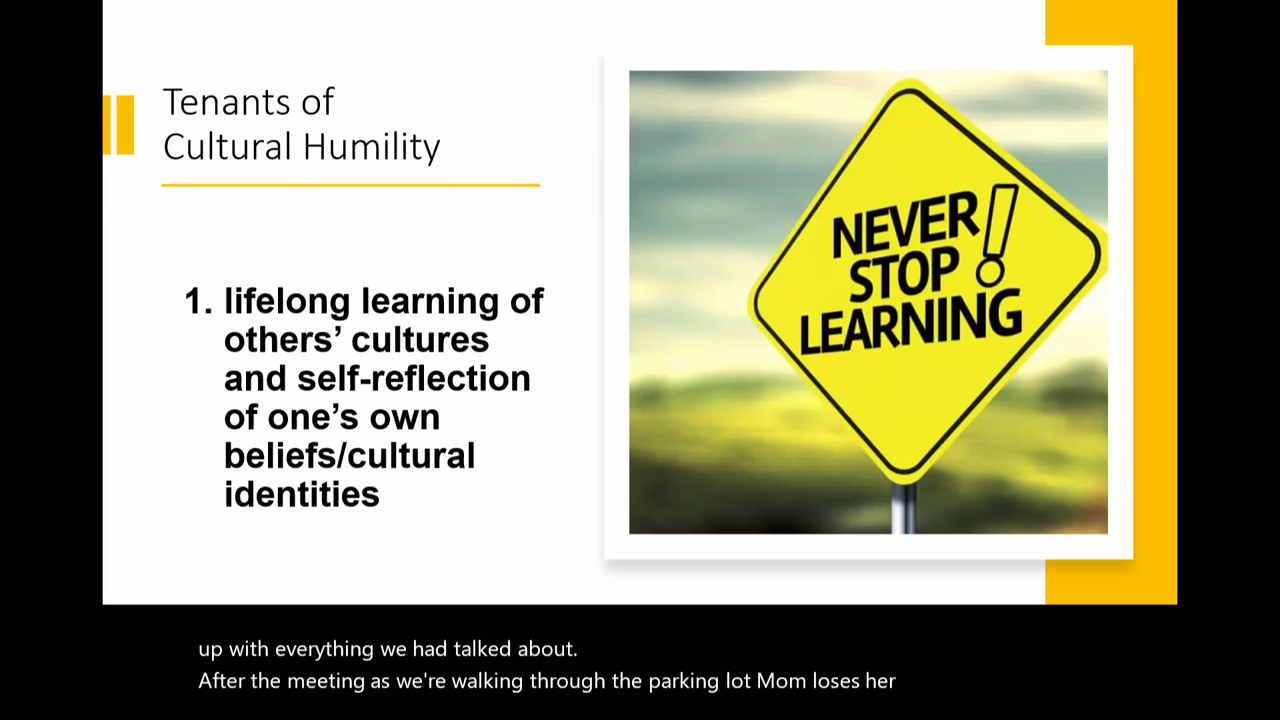 Tenants of
Cultural Humility
1. lifelong learning of
others’ cultures
and self-reflection
of one’s own
beliefs/cultural
identities
NEVER
STOP
LEARNING!
up with everything we had talked about.
After the meeting as we're walking through the parking lot Mom loses her